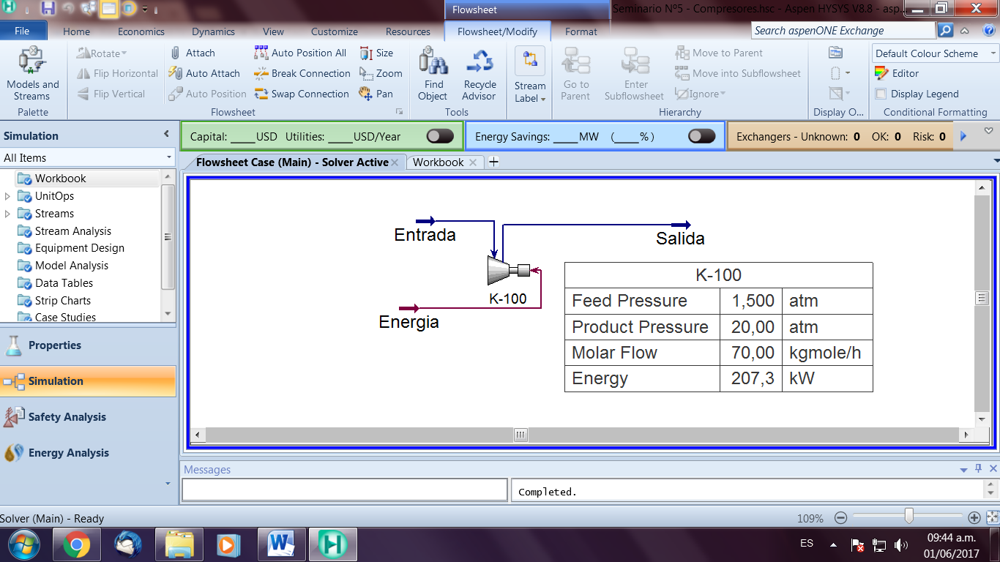 Flowsheet
Seminario Nº5 - Compresores.hsc - Aspen HYSYS V8.8 - asp...
File Home Economics Dynamics View Customize Resources Flowsheet/Modify Format Search aspenONE Exchange
Models and Streams
Palette
Rotate
Flip Horizontal
Flip Vertical
Attach
Auto Attach
Auto Position
Auto Position All
Break Connection
Swap Connection
Size
Zoom
Pan
Flowsheet
Find Object
Recycle Advisor
Tools
Stream Label
Go to Parent
Enter Subflowsheet
Move to Parent
Move into Subflowsheet
Ignore
Hierarchy
Display O...
Default Colour Scheme
Editor
Display Legend
Conditional Formatting
Simulation
All Items
Workbook
UnitOps
Streams
Stream Analysis
Equipment Design
Model Analysis
Data Tables
Strip Charts
Case Studies
Properties
Simulation
Safety Analysis
Energy Analysis
Capital: ____USD Utilities: ____USD/Year
Energy Savings: ____MW (____%)
Exchangers - Unknown: 0 OK: 0 Risk: 0
Flowsheet Case (Main) - Solver Active
Workbook
Entrada
Salida
K-100
Energia
K-100
Feed Pressure 1,500 atm
Product Pressure 20,00 atm
Molar Flow 70,00 kgmole/h
Energy 207,3 kW
Messages
Completed.
Solver (Main) - Ready
109%
ES
09:44 a.m.
01/06/2017